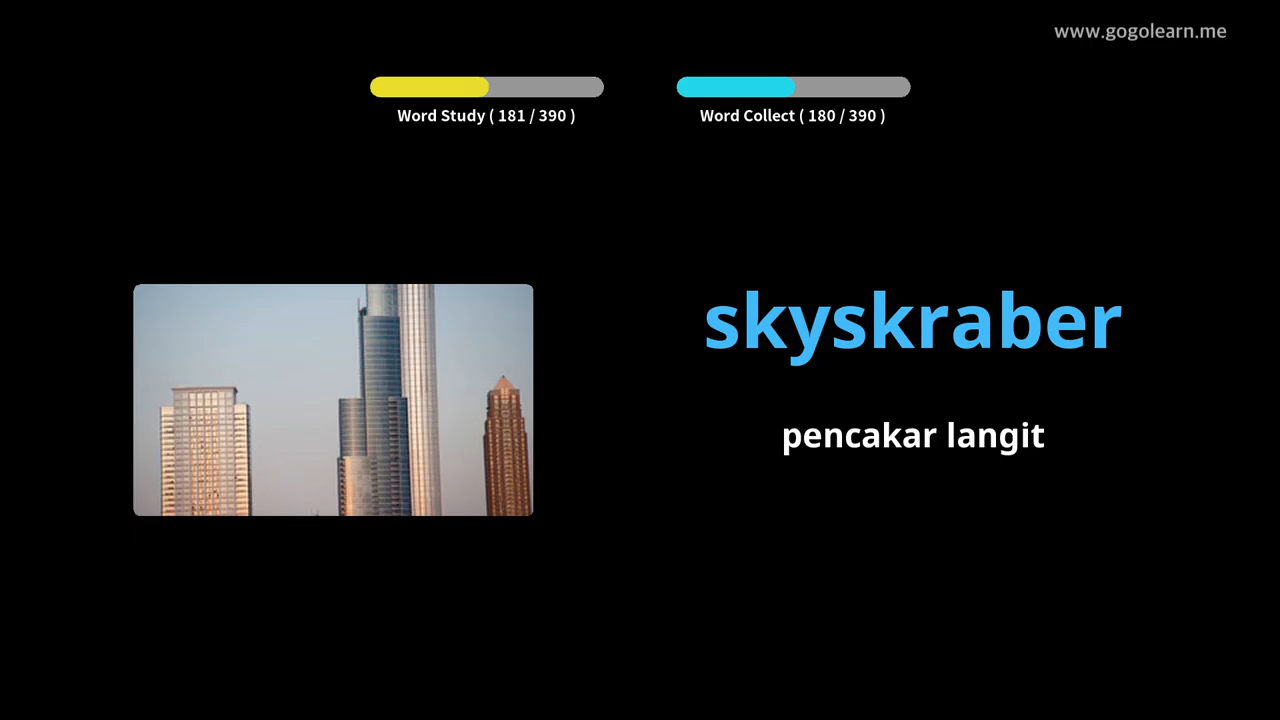 www.gogolearn.me
Word Study ( 181 / 390 )
Word Collect ( 180 / 390 )
skyskraber
pencakar langit